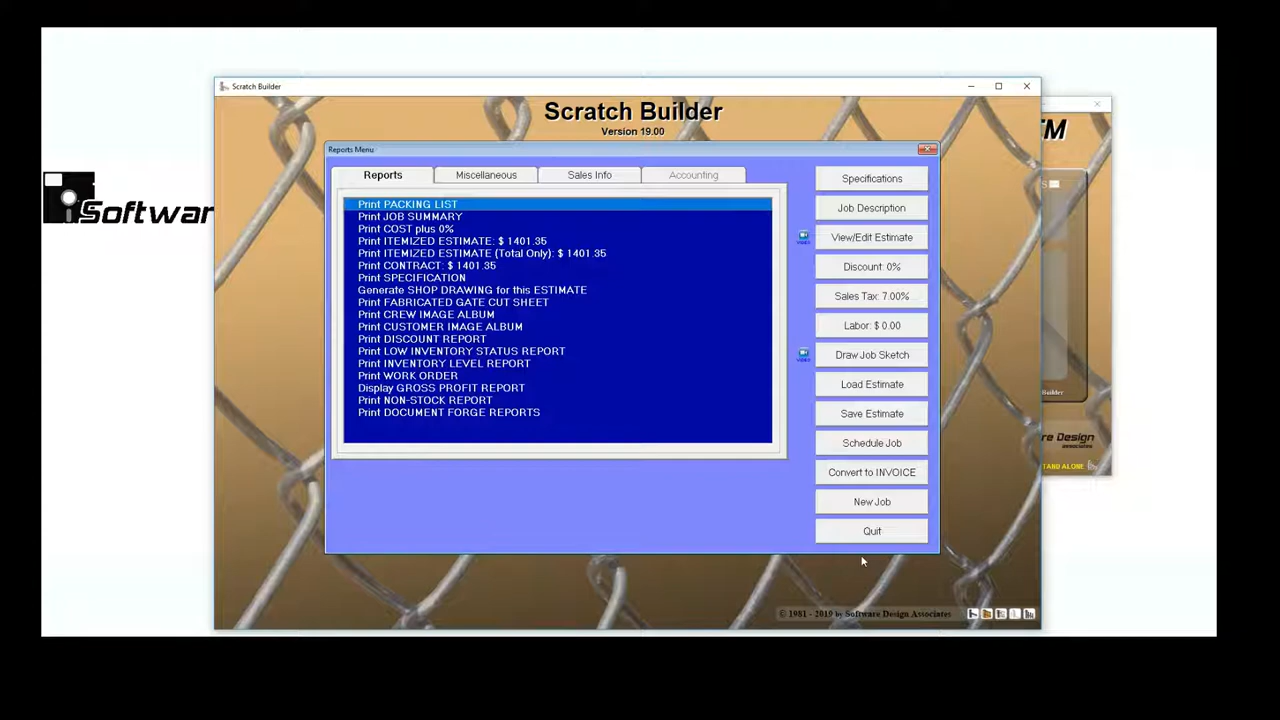 Scratch Builder
Scratch Builder
Version 19.00
Reports Menu
Reports
Miscellaneous
Sales Info
Accounting
Print PACKING LIST
Print JOB SUMMARY
Print COST plus 0%
Print ITEMIZED ESTIMATE: $ 1401.35
Print ITEMIZED ESTIMATE (Total Only): $ 1401.35
Print CONTRACT: $ 1401.35
Print SPECIFICATION
Generate SHOP DRAWING for this ESTIMATE
Print FABRICATED GATE CUT SHEET
Print CREW IMAGE ALBUM
Print CUSTOMER IMAGE ALBUM
Print DISCOUNT REPORT
Print LOW INVENTORY STATUS REPORT
Print INVENTORY LEVEL REPORT
Print WORK ORDER
Display GROSS PROFIT REPORT
Print NON-STOCK REPORT
Print DOCUMENT FORGE REPORTS
Specifications
Job Description
View/Edit Estimate
Discount: 0%
Sales Tax: 7.00%
Labor: $ 0.00
Draw Job Sketch
Load Estimate
Save Estimate
Schedule Job
Convert to INVOICE
New Job
Quit
© 1981 - 2019 by Software Design Associates
Softwar
Builder
re Design
associates
TAND ALONE